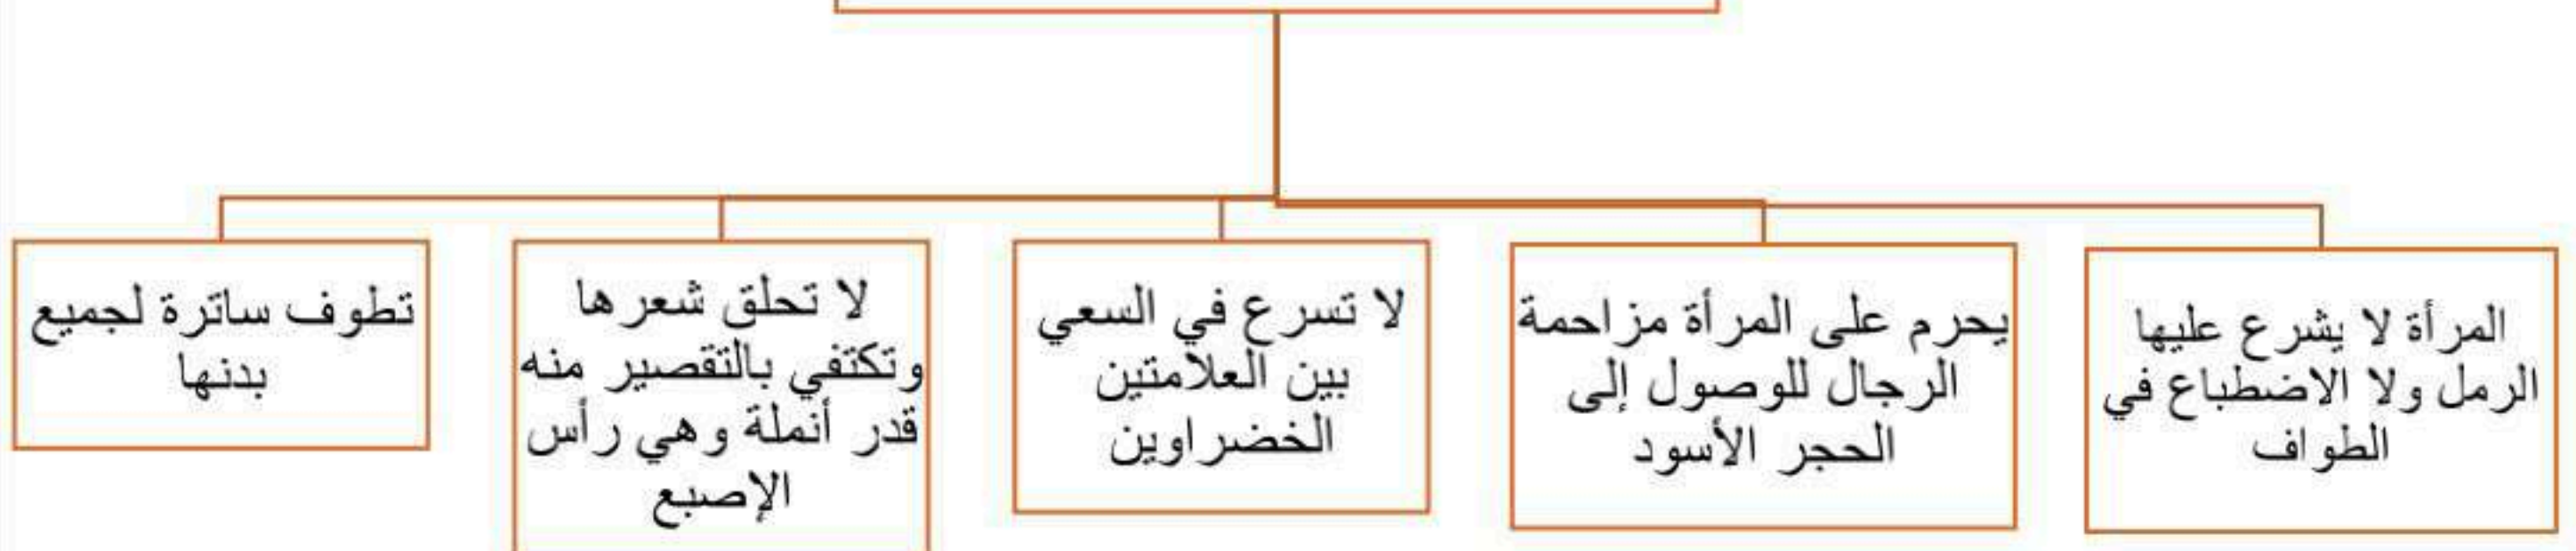 المرأة لا يشرع عليها
الرمل ولا الاضطباع في
الطواف
يحرم على المرأة مزاحمة
الرجال للوصول إلى
الحجر الأسود
لا تسرع في السعي
بين العلامتين
الخضراوين
لا تحلق شعرها
وتكتفي بالتقصير منه
قدر أنملة وهي رأس
الإصبع
تطوف ساترة لجميع
بدنها